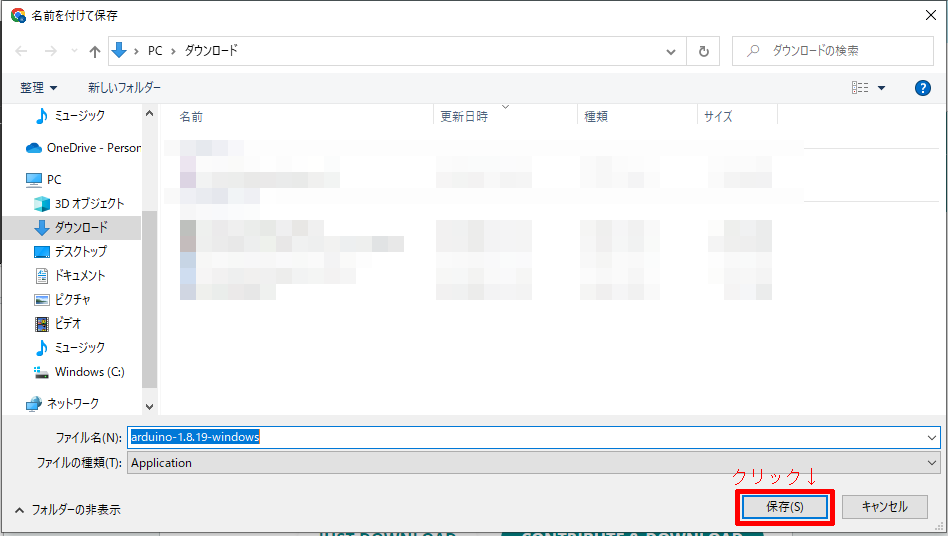 名前を付けて保存
PC › ダウンロード
ダウンロードの検索
整理 新しいフォルダー
名前 更新日時 種類 サイズ
ミュージック
OneDrive - Person
PC
3D オブジェクト
ダウンロード
デスクトップ
ドキュメント
ピクチャ
ビデオ
ミュージック
Windows (C:)
ネットワーク
ファイル名(N): arduino-1.8.19-windows
ファイルの種類(T): Application
クリック↓
フォルダーの非表示
保存(S) キャンセル
JUST DOWNLOAD CONTRIBUTE & DOWNLOAD